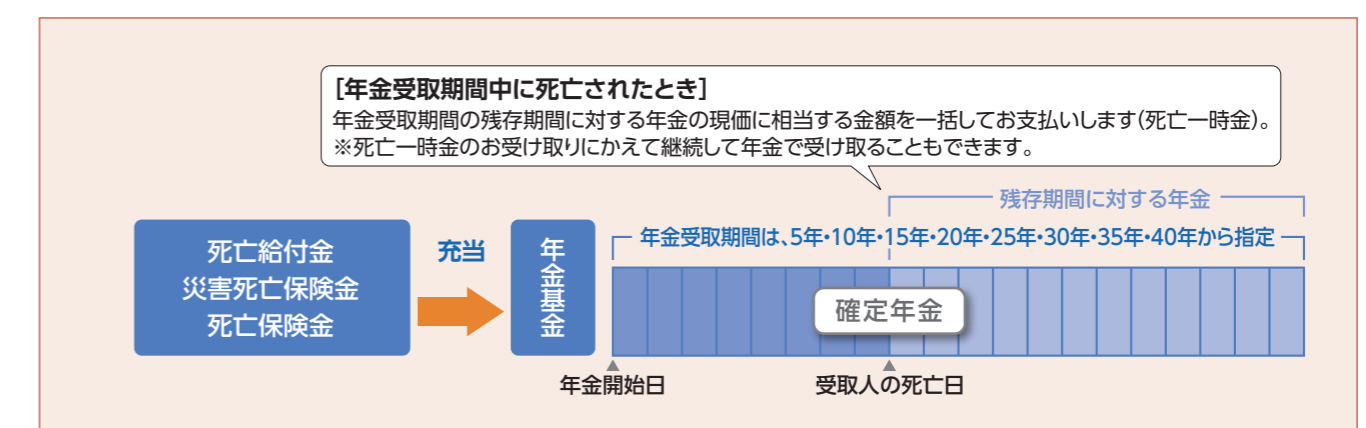 [年金受取期間中に死亡されたとき]
年金受取期間の残存期間に対する年金の現価に相当する金額を一括してお支払いします(死亡一時金)。
※死亡一時金のお受け取りにかえて継続して年金で受け取ることもできます。
残存期間に対する年金
死亡給付金
災害死亡保険金
死亡保険金
充当
年金基金
年金受取期間は、5年・10年・15年・20年・25年・30年・35年・40年から指定
確定年金
年金開始日
受取人の死亡日